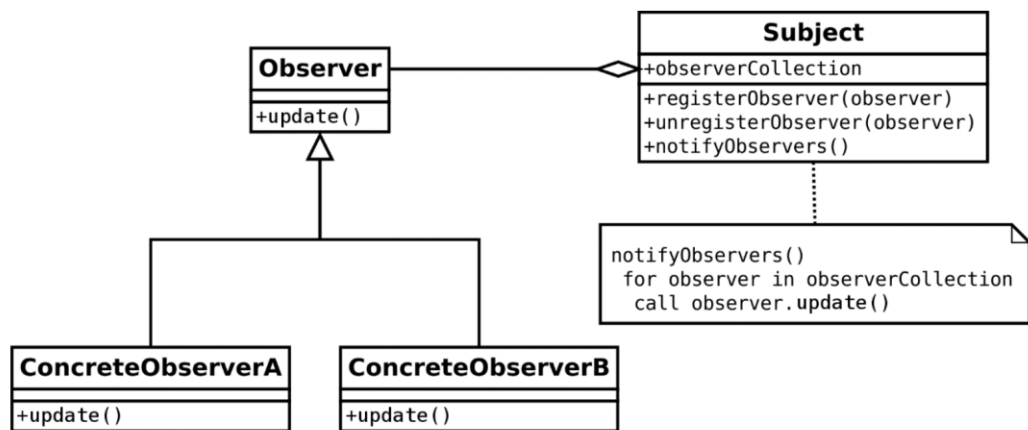 Observer
+update()
Subject
+observerCollection
+registerObserver(observer)
+unregisterObserver(observer)
+notifyObservers()
notifyObservers()
for observer in observerCollection
call observer.update()
ConcreteObserverA
+update()
ConcreteObserverB
+update()